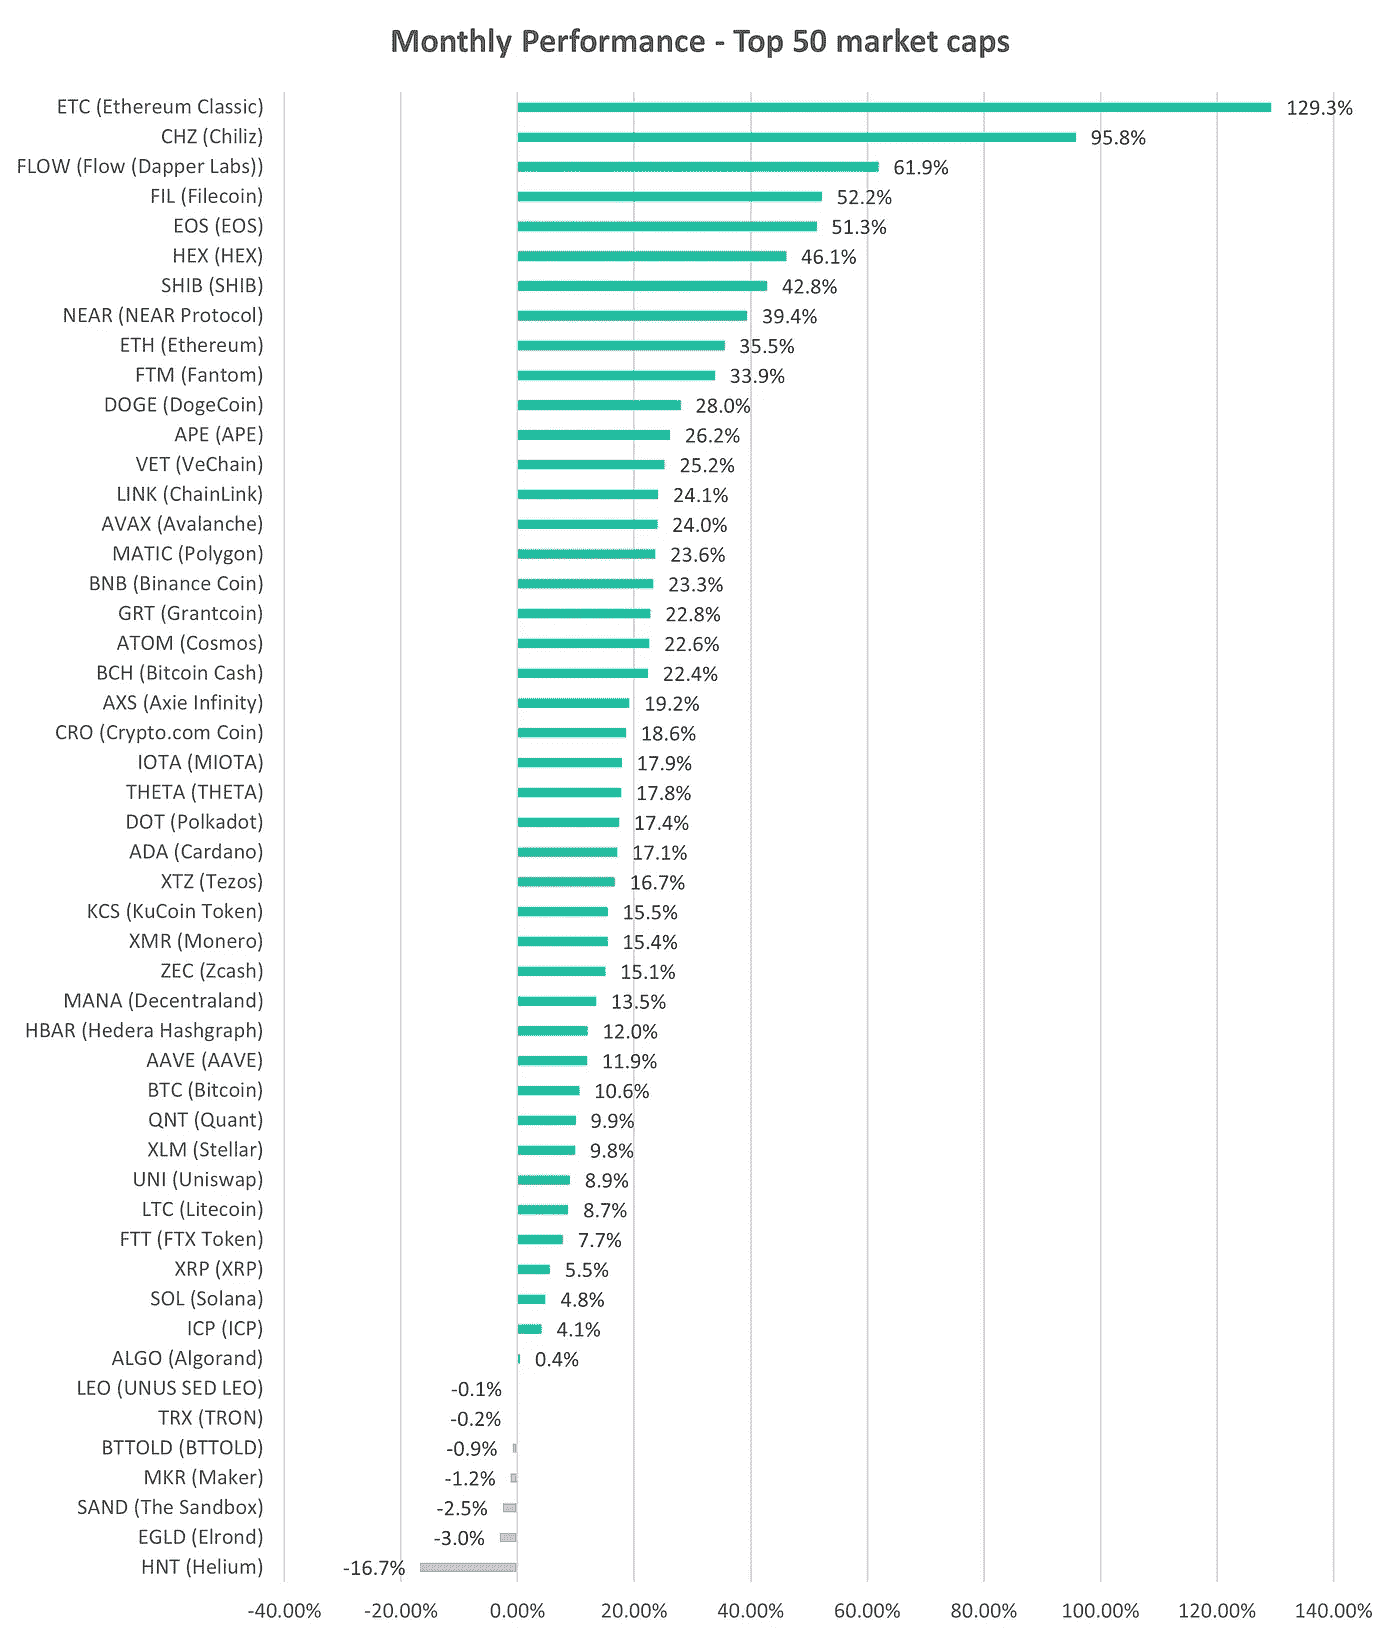 Monthly Performance - Top 50 market caps
ETC (Ethereum Classic) 129.3%
CHZ (Chiliz) 95.8%
FLOW (Flow (Dapper Labs)) 61.9%
FIL (Filecoin) 52.2%
EOS (EOS) 51.3%
HEX (HEX) 46.1%
SHIB (SHIB) 42.8%
NEAR (NEAR Protocol) 39.4%
ETH (Ethereum) 35.5%
FTM (Fantom) 33.9%
DOGE (DogeCoin) 28.0%
APE (APE) 26.2%
VET (VeChain) 25.2%
LINK (ChainLink) 24.1%
AVAX (Avalanche) 24.0%
MATIC (Polygon) 23.6%
BNB (Binance Coin) 23.3%
GRT (Grantcoin) 22.8%
ATOM (Cosmos) 22.6%
BCH (Bitcoin Cash) 22.4%
AXS (Axie Infinity) 19.2%
CRO (Crypto.com Coin) 18.6%
IOTA (MIOTA) 17.9%
THETA (THETA) 17.8%
DOT (Polkadot) 17.4%
ADA (Cardano) 17.1%
XTZ (Tezos) 16.7%
KCS (KuCoin Token) 15.5%
XMR (Monero) 15.4%
ZEC (Zcash) 15.1%
MANA (Decentraland) 13.5%
HBAR (Hedera Hashgraph) 12.0%
AAVE (AAVE) 11.9%
BTC (Bitcoin) 10.6%
QNT (Quant) 9.9%
XLM (Stellar) 9.8%
UNI (Uniswap) 8.9%
LTC (Litecoin) 8.7%
FTT (FTX Token) 7.7%
XRP (XRP) 5.5%
SOL (Solana) 4.8%
ICP (ICP) 4.1%
ALGO (Algorand) 0.4%
LEO (UNUS SED LEO) -0.1%
TRX (TRON) -0.2%
BTTOLD (BTTOLD) -0.9%
MKR (Maker) -1.2%
SAND (The Sandbox) -2.5%
EGLD (Elrond) -3.0%
HNT (Helium) -16.7%
-40.00% -20.00% 0.00% 20.00% 40.00% 60.00% 80.00% 100.00% 120.00% 140.00%